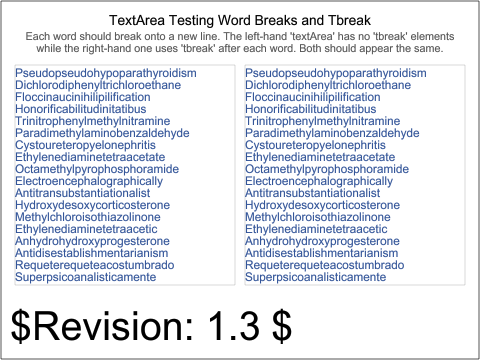 TextArea Testing Word Breaks and Tbreak
Each word should break onto a new line. The left-hand 'textArea' has no 'tbreak' elements
while the right-hand one uses 'tbreak' after each word. Both should appear the same.
Pseudopseudohypoparathyroidism
Dichlorodiphenyltrichloroethane
Floccinaucinihilipilification
Honorificabilitudinitatibus
Trinitrophenylmethylnitramine
Paradimethylaminobenzaldehyde
Cystoureteropyelonephritis
Ethylenediaminetetraacetate
Octamethylpyrophosphoramide
Electroencephalographically
Antitransubstantiationalist
Hydroxydesoxycorticosterone
Methylchloroisothiazolinone
Ethylenediaminetetraacetic
Anhydrohydroxyprogesterone
Antidisestablishmentarianism
Requeterequeteacostumbrado
Superpsicoanalisticamente
Pseudopseudohypoparathyroidism
Dichlorodiphenyltrichloroethane
Floccinaucinihilipilification
Honorificabilitudinitatibus
Trinitrophenylmethylnitramine
Paradimethylaminobenzaldehyde
Cystoureteropyelonephritis
Ethylenediaminetetraacetate
Octamethylpyrophosphoramide
Electroencephalographically
Antitransubstantiationalist
Hydroxydesoxycorticosterone
Methylchloroisothiazolinone
Ethylenediaminetetraacetic
Anhydrohydroxyprogesterone
Antidisestablishmentarianism
Requeterequeteacostumbrado
Superpsicoanalisticamente
$Revision: 1.3 $